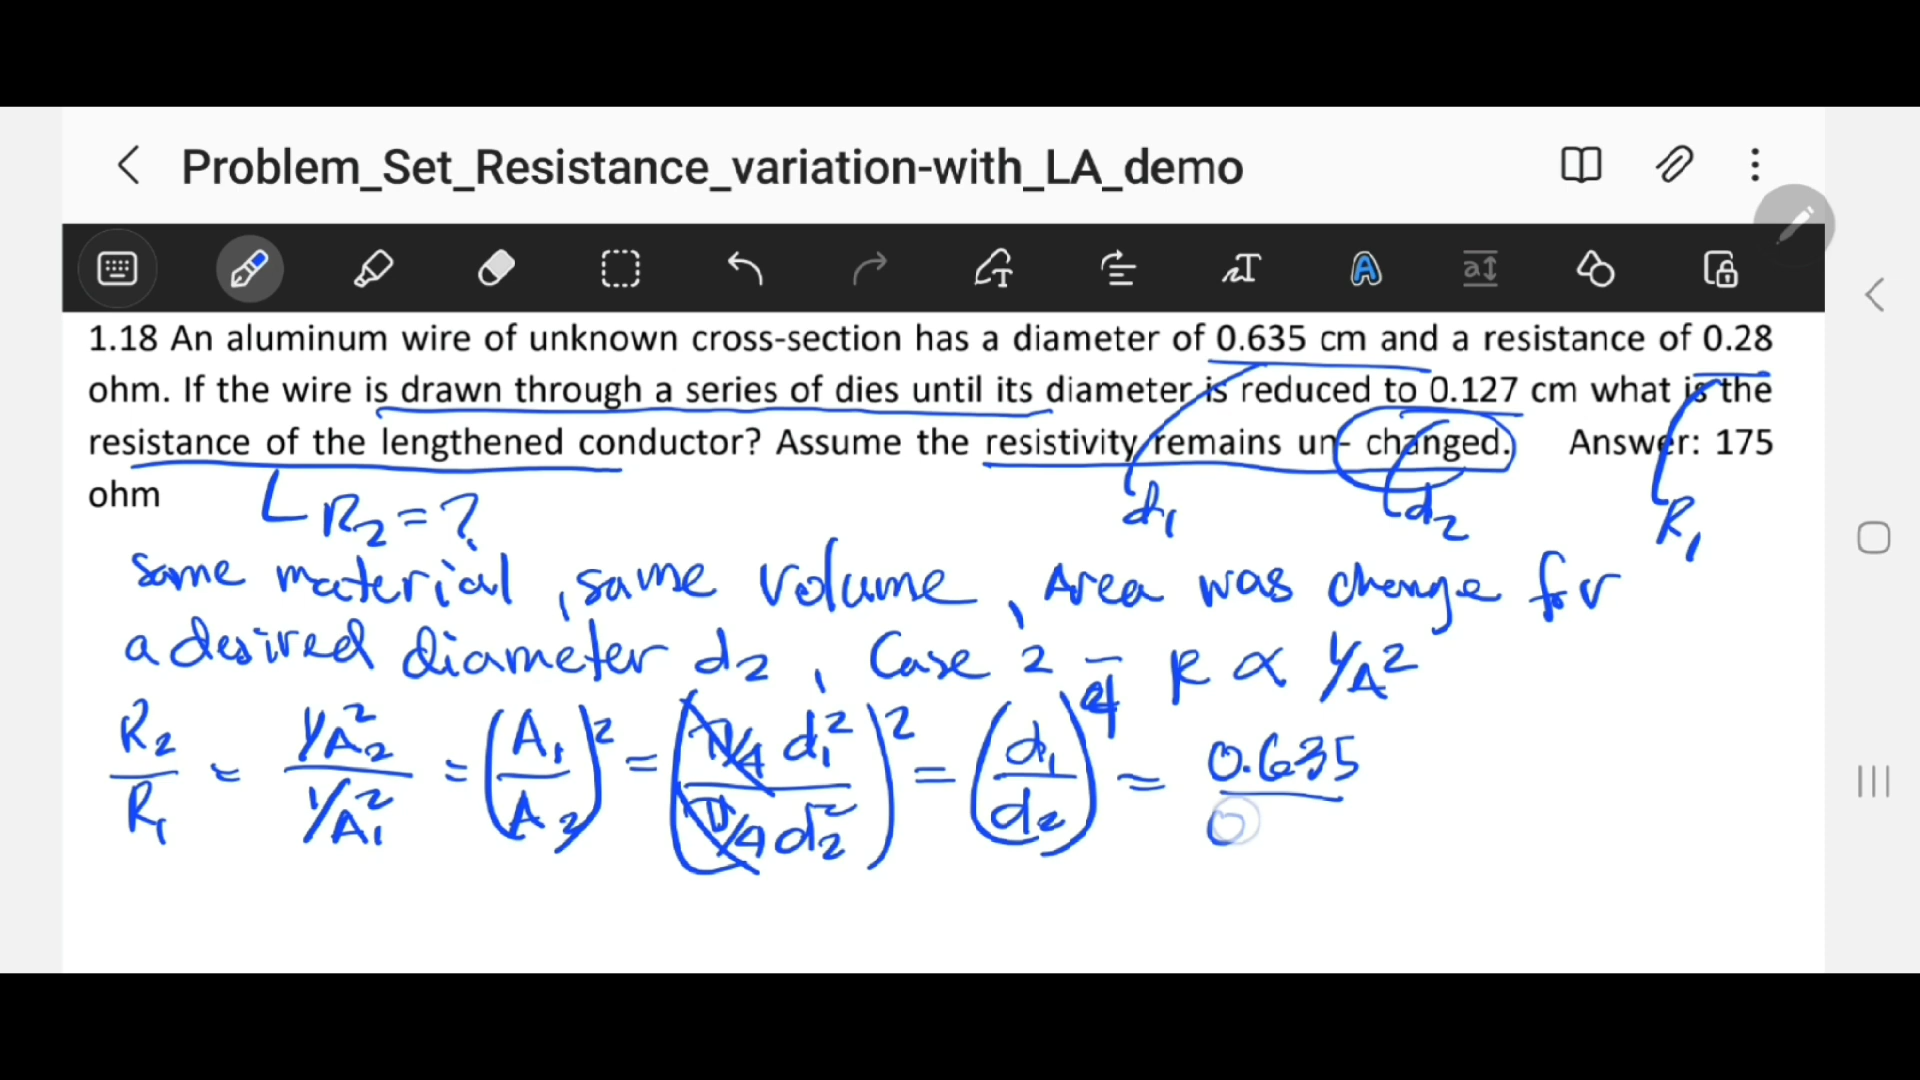 Problem_Set_Resistance_variation-with_LA_demo
1.18 An aluminum wire of unknown cross-section has a diameter of 0.635 cm and a resistance of 0.28
ohm. If the wire is drawn through a series of dies until its diameter is reduced to 0.127 cm what is the
resistance of the lengthened conductor? Assume the resistivity remains un- changed. Answer: 175
ohm
R₂ = ? d₁ d₂ R₁
same material, same volume, Area was change for
a desired diameter d₂, Case 2 - R ∝ 1/A²
R₂/R₁ = (1/A₂²)/(1/A₁²) = (A₁/A₂)² = (π/4 d₁²/π/4 d₂²)² = (d₁/d₂)⁴ = 0.635/0